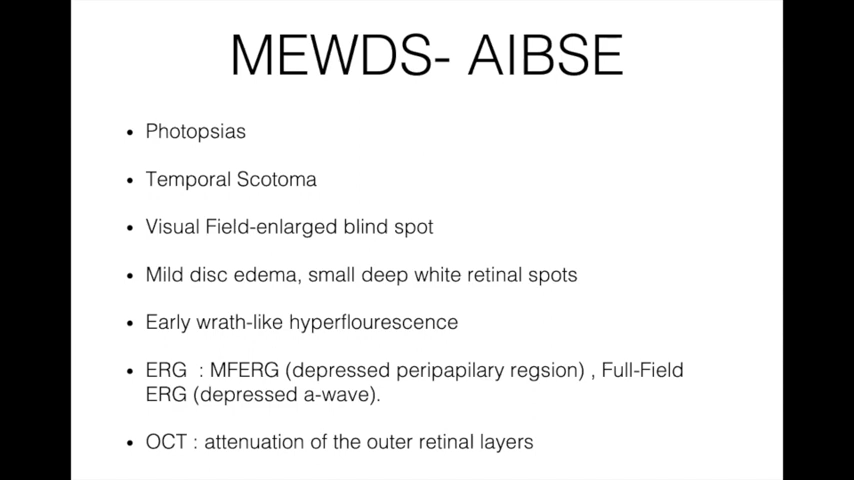 MEWDS- AIBSE
• Photopsias
• Temporal Scotoma
• Visual Field-enlarged blind spot
• Mild disc edema, small deep white retinal spots
• Early wrath-like hyperflourescence
• ERG : MFERG (depressed peripapilary regsion) , Full-Field
ERG (depressed a-wave).
• OCT : attenuation of the outer retinal layers